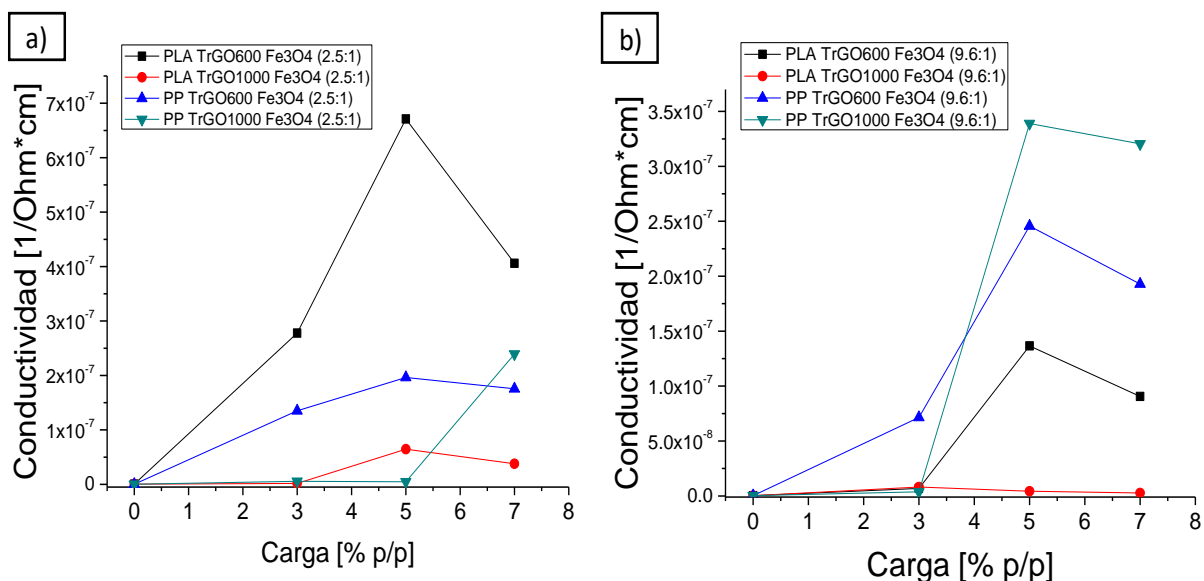 a)
PLA TrGO600 Fe3O4 (2.5:1)
PLA TrGO1000 Fe3O4 (2.5:1)
PP TrGO600 Fe3O4 (2.5:1)
PP TrGO1000 Fe3O4 (2.5:1)
7x10-7
6x10-7
5x10-7
4x10-7
3x10-7
2x10-7
1x10-7
0
Conductividad [1/Ohm*cm]
0 1 2 3 4 5 6 7 8
Carga [% p/p]
b)
PLA TrGO600 Fe3O4 (9.6:1)
PLA TrGO1000 Fe3O4 (9.6:1)
PP TrGO600 Fe3O4 (9.6:1)
PP TrGO1000 Fe3O4 (9.6:1)
3.5x10-7
3.0x10-7
2.5x10-7
2.0x10-7
1.5x10-7
1.0x10-7
5.0x10-8
0.0
Conductividad [1/Ohm*cm]
0 1 2 3 4 5 6 7 8
Carga [% p/p]